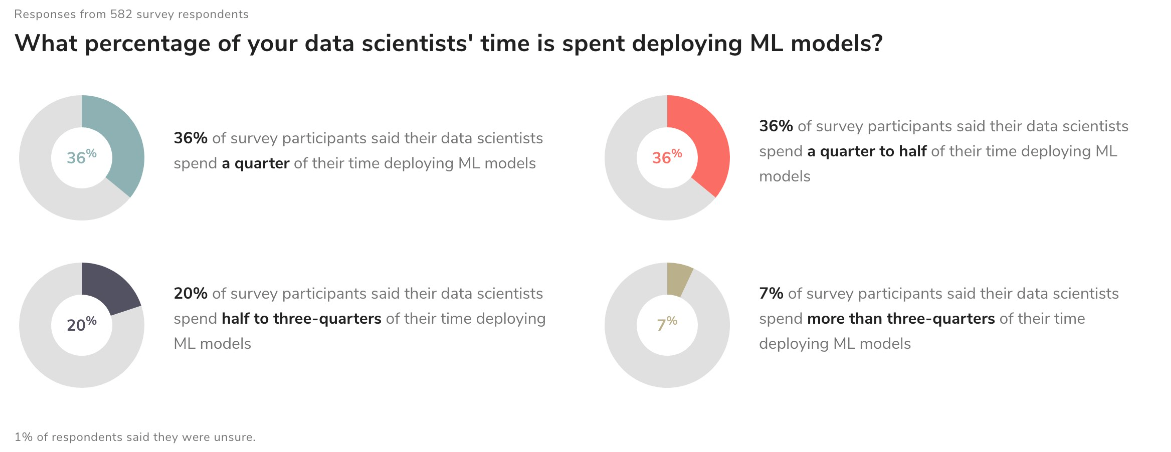 Responses from 582 survey respondents
What percentage of your data scientists' time is spent deploying ML models?
36%
36% of survey participants said their data scientists
spend a quarter of their time deploying ML models
36%
36% of survey participants said their data scientists
spend a quarter to half of their time deploying ML
models
20%
20% of survey participants said their data scientists
spend half to three-quarters of their time deploying
ML models
7%
7% of survey participants said their data scientists
spend more than three-quarters of their time
deploying ML models
1% of respondents said they were unsure.